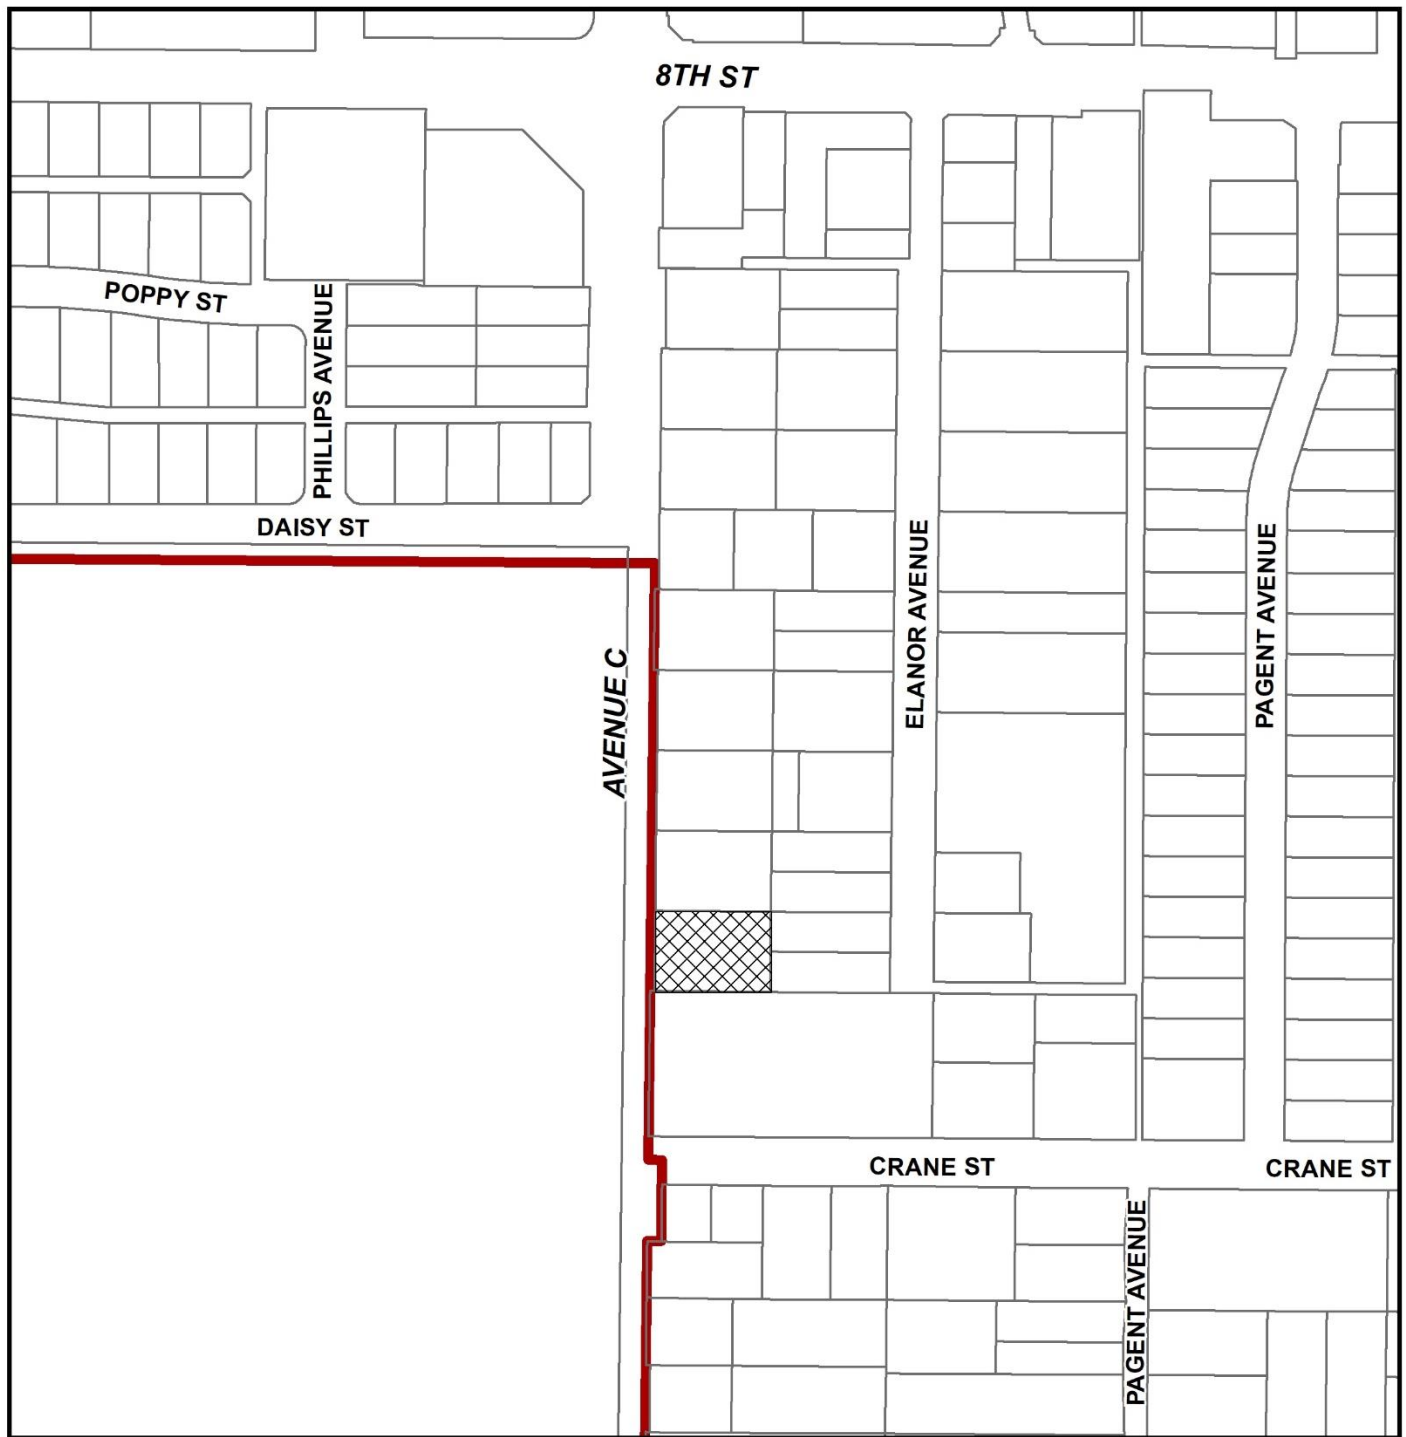 8TH ST
POPPY ST
PHILLIPS AVENUE
DAISY ST
AVENUE C
ELANOR AVENUE
PAGENT AVENUE
CRANE ST
CRANE ST
PAGENT AVENUE